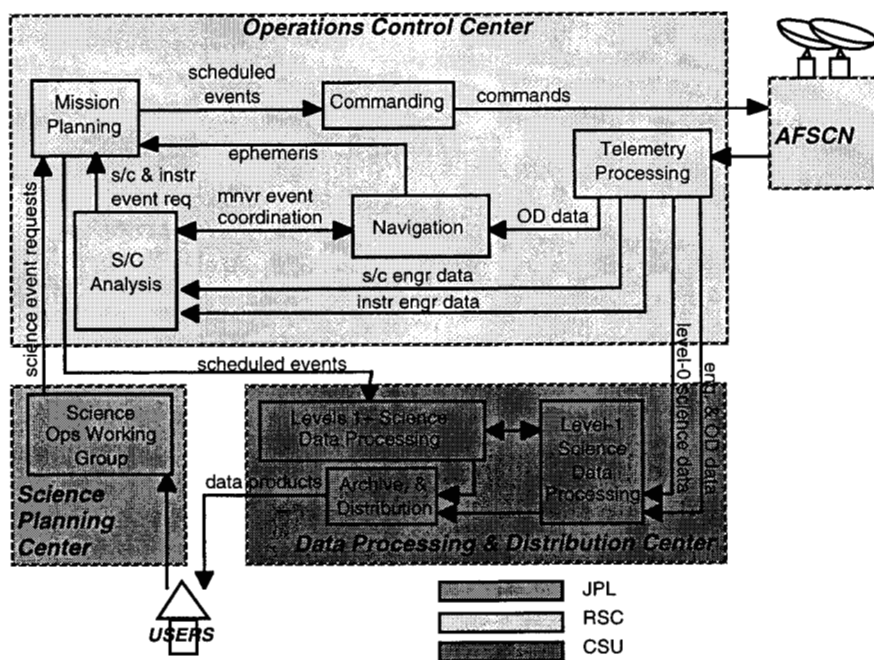 Operations Control Center
Mission
Planning
scheduled
events
Commanding
commands
AFSCN
ephemeris
Telemetry
Processing
s/c & instr
event req
mnvr event
coordination
Navigation
OD data
S/C
Analysis
s/c engr data
instr engr data
science event requests
scheduled events
level-0 science data
eng. & OD data
Science
Ops Working
Group
Science
Planning
Center
Levels 1+ Science
Data Processing
Level-1
Science
Data
Processing
data products
Archive, &
Distribution
Data Processing & Distribution Center
USERS
JPL
RSC
CSU